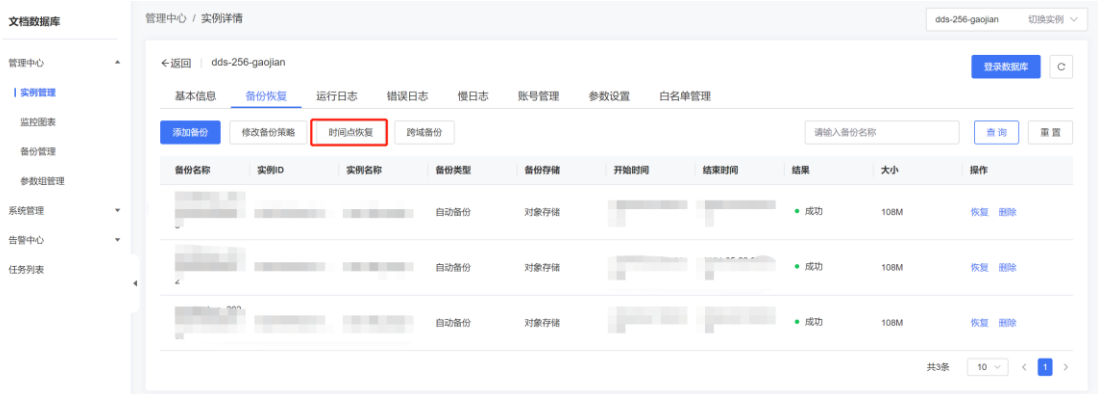 文档数据库
管理中心
实例管理
监控图表
备份管理
参数组管理
系统管理
告警中心
任务列表
管理中心 / 实例详情
dds-256-gaojian 切换实例
返回 dds-256-gaojian
登录数据库
基本信息 备份恢复 运行日志 错误日志 慢日志 账号管理 参数设置 白名单管理
添加备份 修改备份策略 时间点恢复 跨域备份 请输入备份名称 查询 重置
备份名称 实例ID 实例名称 备份类型 备份存储 开始时间 结束时间 结果 大小 操作
自动备份 对象存储 成功 108M 恢复 删除
自动备份 对象存储 成功 108M 恢复 删除
自动备份 对象存储 成功 108M 恢复 删除
共3条 10 1